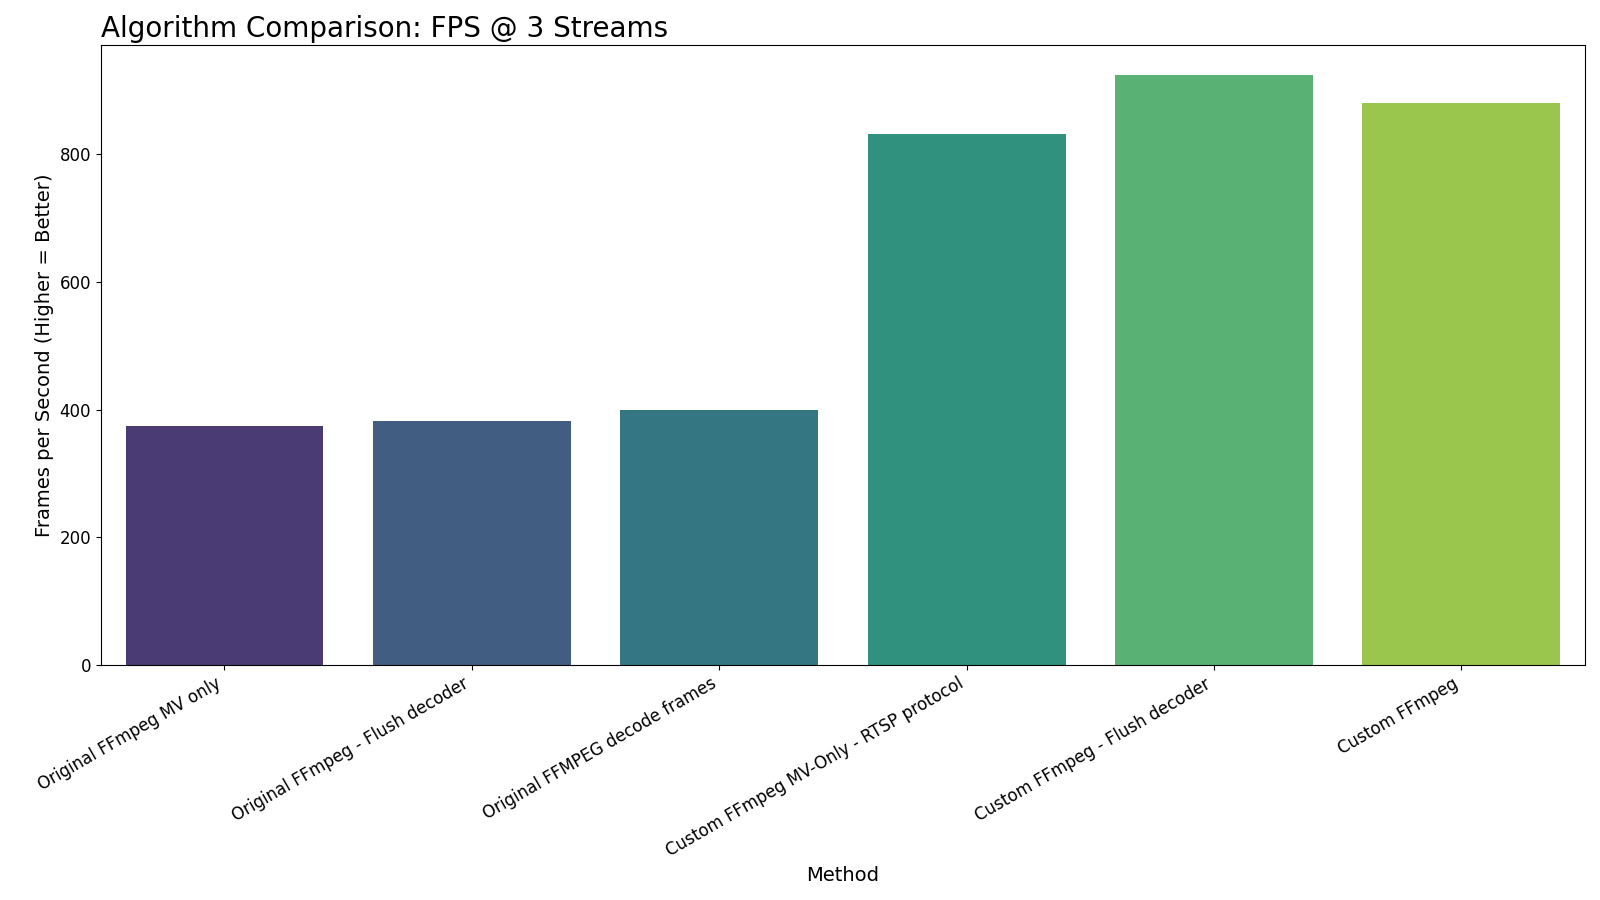 Algorithm Comparison: FPS @ 3 Streams
Frames per Second (Higher = Better)
800
600
400
200
0
Original FFmpeg MV only
Original FFmpeg - Flush decoder
Original FFMPEG decode frames
Custom FFmpeg MV-Only - RTSP protocol
Custom FFmpeg - Flush decoder
Custom FFmpeg
Method